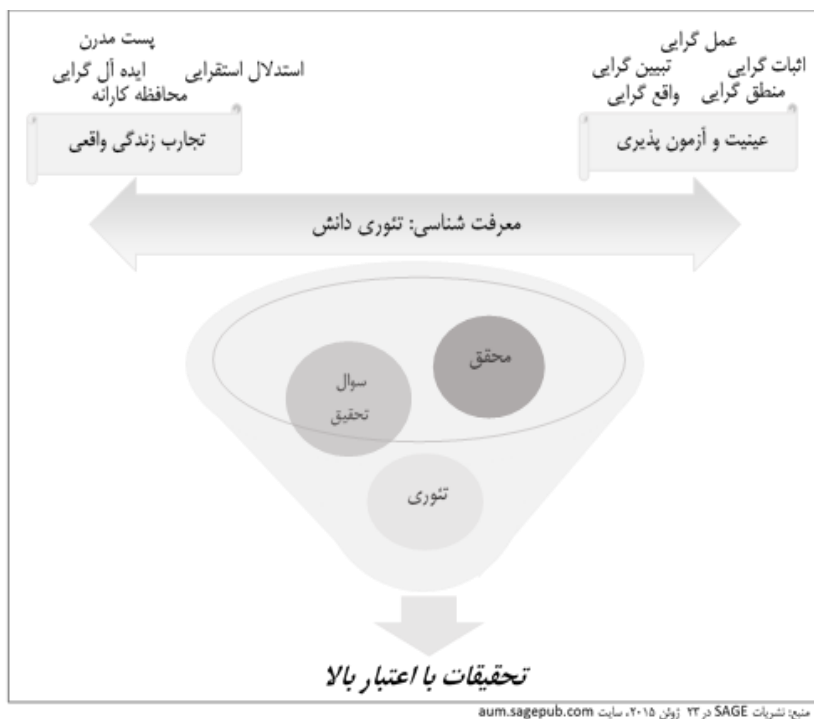 عمل گرایی
اثبات گرایی
تبیین گرایی
منطق گرایی
واقع گرایی
عینیت و آزمون پذیری
پست مدرن
استدلال استقرایی
ایده آل گرایی
محافظه کارانه
تجارب زندگی واقعی
معرفت شناسی: تئوری دانش
محقق
سوال
تحقیق
تئوری
تحقیقات با اعتبار بالا
منبع: نشریات SAGE در ۲۳ ژوئن ۲۰۱۵، سایت aum.sagepub.com